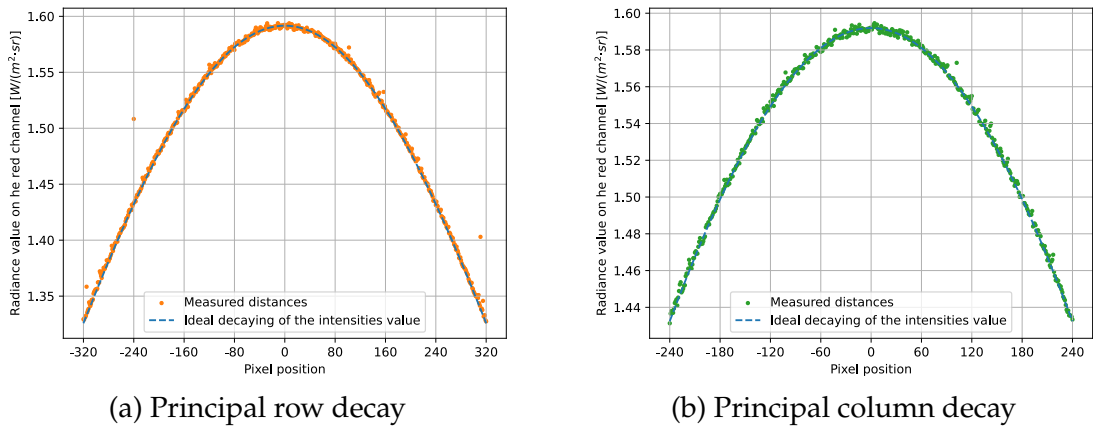 1.60
1.55
1.50
1.45
1.40
1.35
-320 -240 -160 -80 0 80 160 240 320
Radiance value on he red channel [W/(m²·sr)]
Pixel position
Measured distances
Ideal decaying of the intensities value
(a) Principal row decay
1.60
1.58
1.56
1.54
1.52
1.50
1.48
1.46
1.44
-240 -180 -120 -60 0 60 120 180 240
Radiance value on he red channel [W/(m²·sr)]
Pixel position
Measured distances
Ideal decaying of the intensities value
(b) Principal column decay